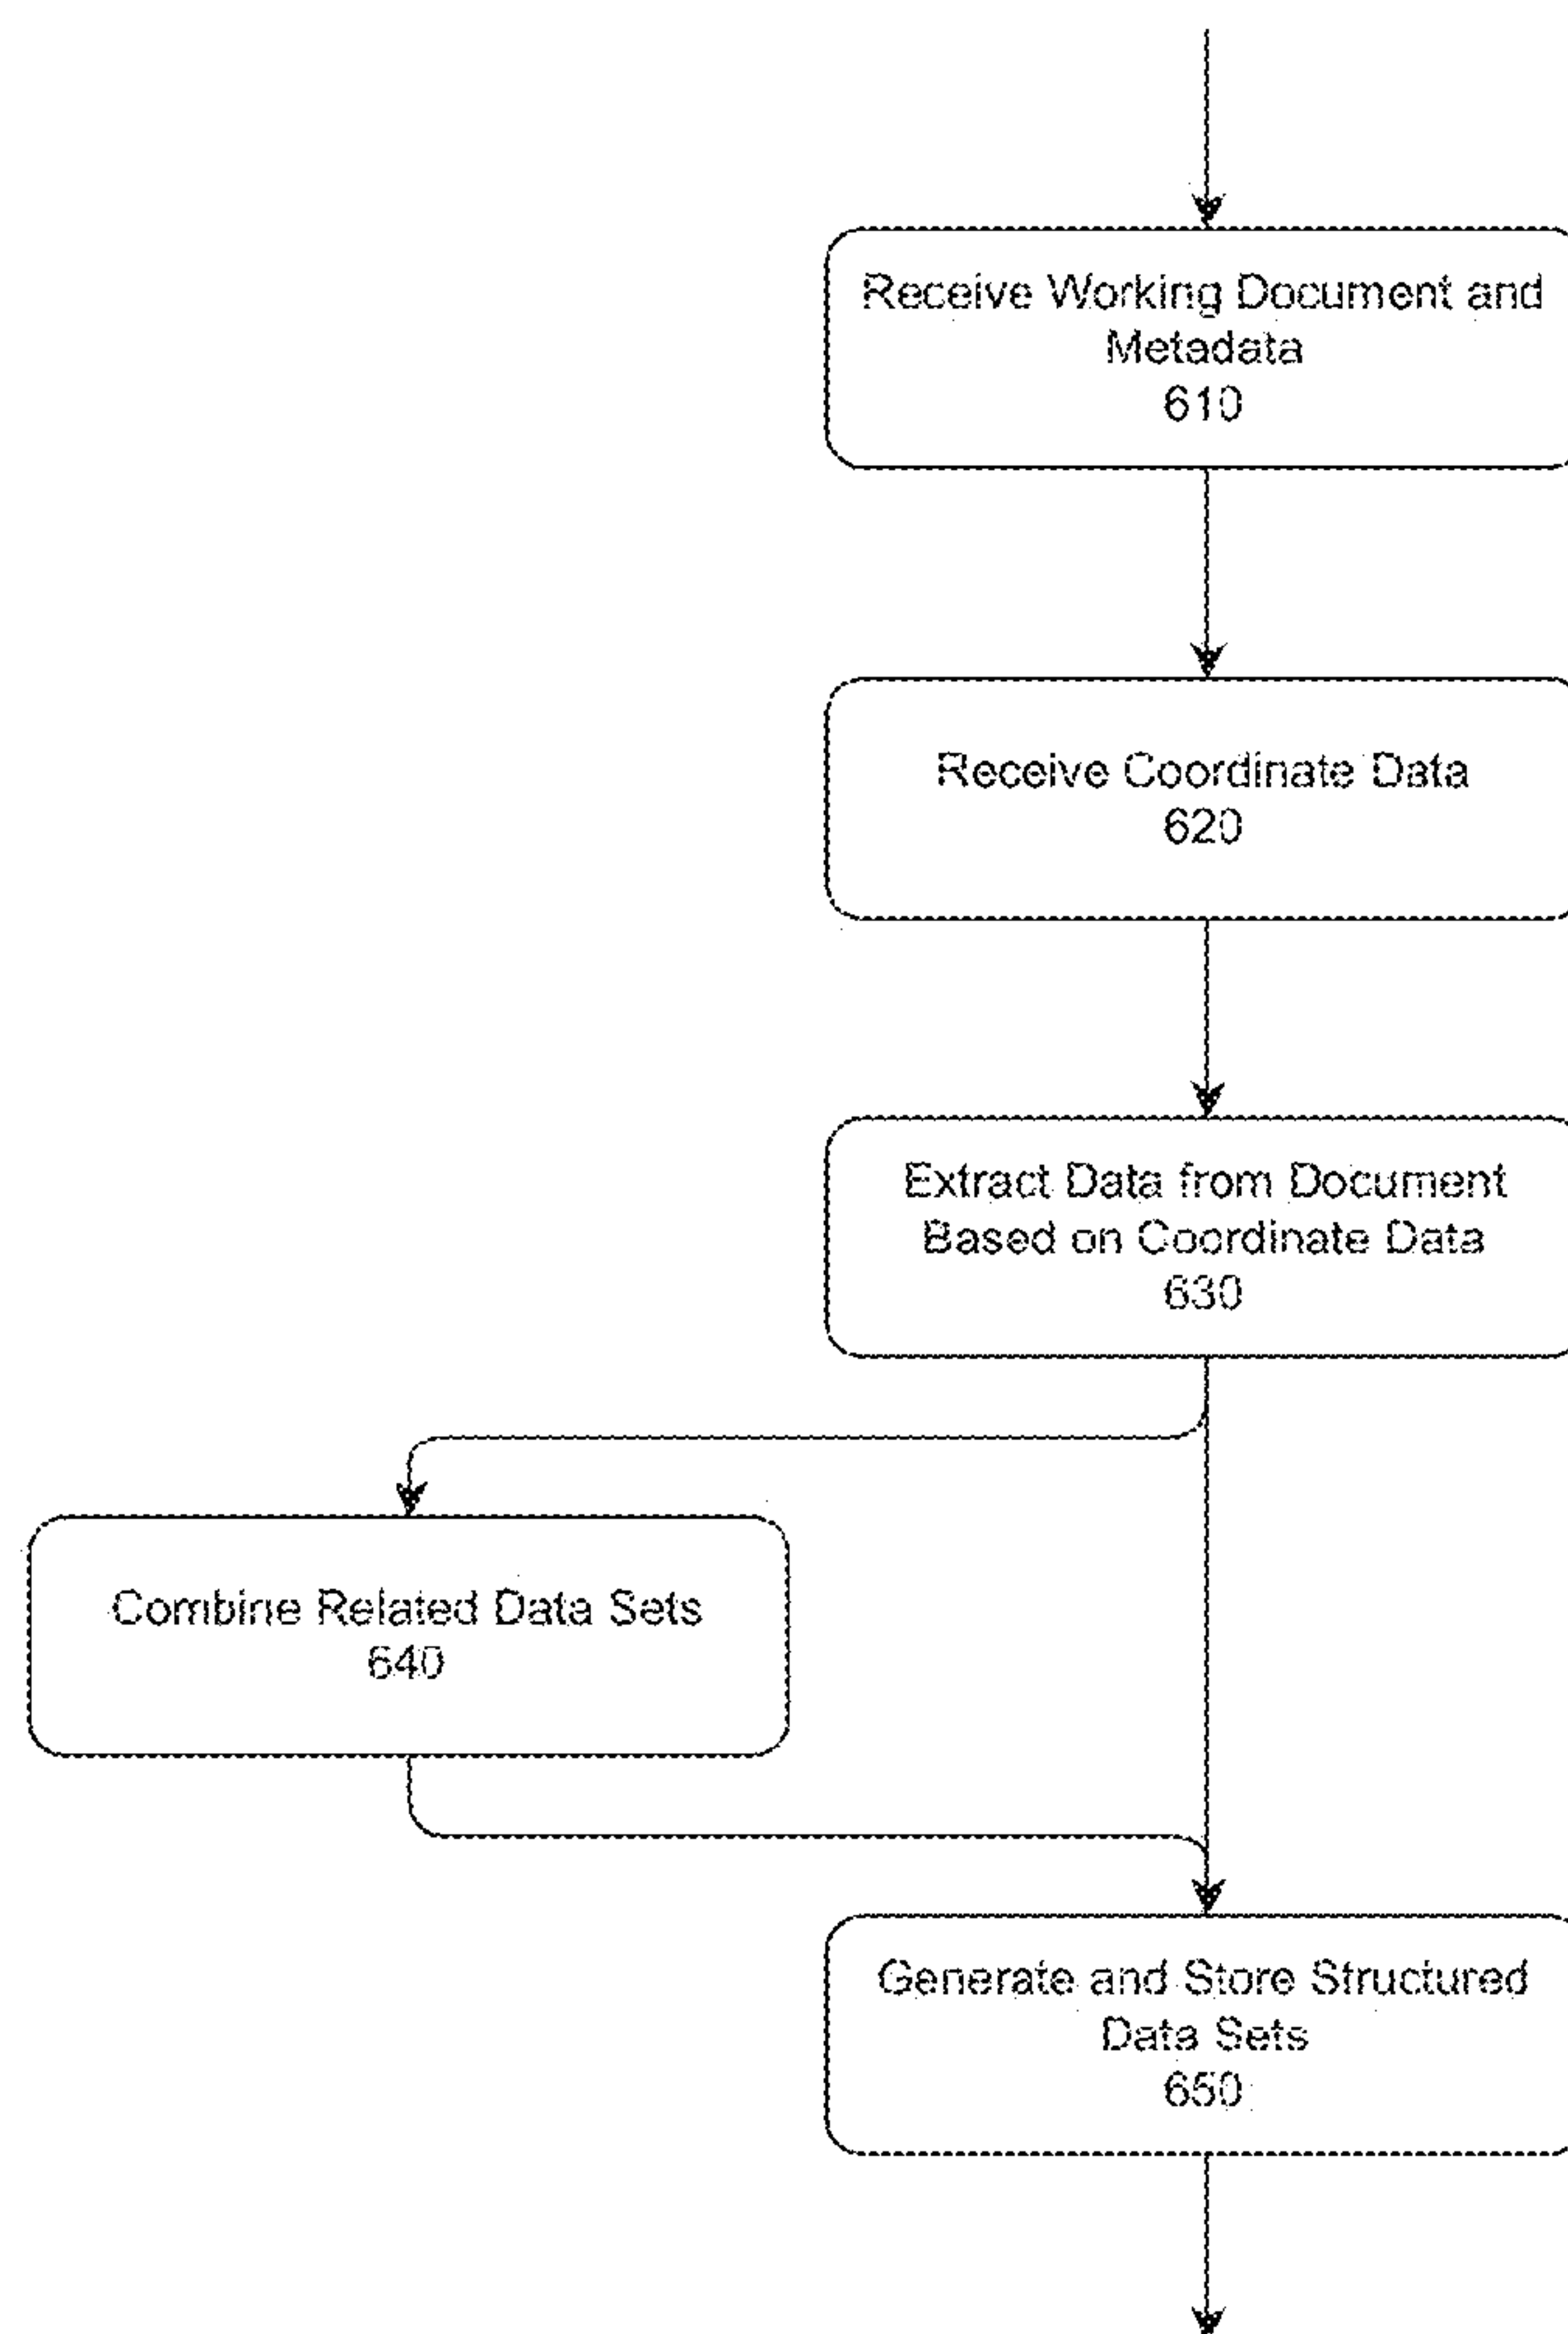 Receive Working Document and
Metadata
610
Receive Coordinate Data
620
Extract Data from Document
Based on Coordinate Data
630
Combine Related Data Sets
640
Generate and Store Structured
Data Sets
650